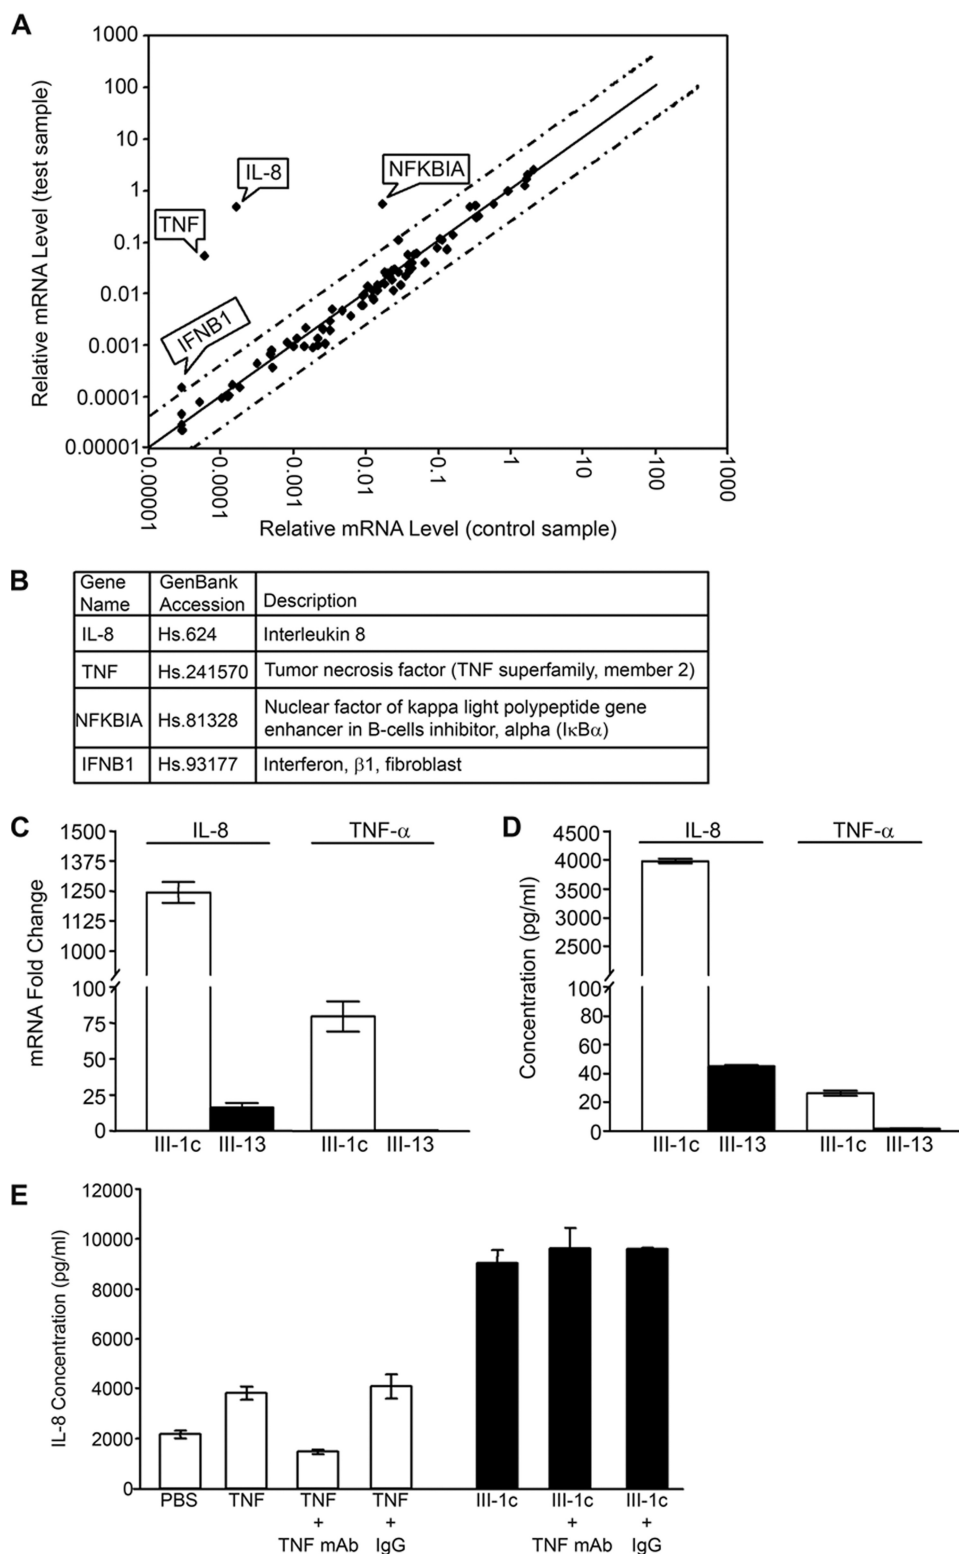 A
1000
100
10
1
0.1
0.01
0.001
0.0001
0.00001
Relative mRNA Level (test sample)
IL-8
NFKBIA
TNF
IFNB1
0.00001
0.0001
0.001
0.01
0.1
1
10
100
1000
Relative mRNA Level (control sample)
B
Gene Name
GenBank Accession
Description
IL-8 Hs.624 Interleukin 8
TNF Hs.241570 Tumor necrosis factor (TNF superfamily, member 2)
NFKBIA Hs.81328 Nuclear factor of kappa light polypeptide gene
enhancer in B-cells inhibitor, alpha (IκBα)
IFNB1 Hs.93177 Interferon, β1, fibroblast
C
IL-8 TNF-α
1500
1375
1250
1125
1000
100
75
50
25
0
mRNA Fold Change
III-1c III-13 III-1c III-13
D
IL-8 TNF-α
4500
4000
3500
3000
2500
100
80
60
40
20
0
Concentration (pg/ml)
III-1c III-13 III-1c III-13
E
12000
10000
8000
6000
4000
2000
0
IL-8 Concentration (pg/ml)
PBS TNF TNF TNF III-1c III-1c III-1c
+ + + +
TNF mAb IgG TNF mAb IgG